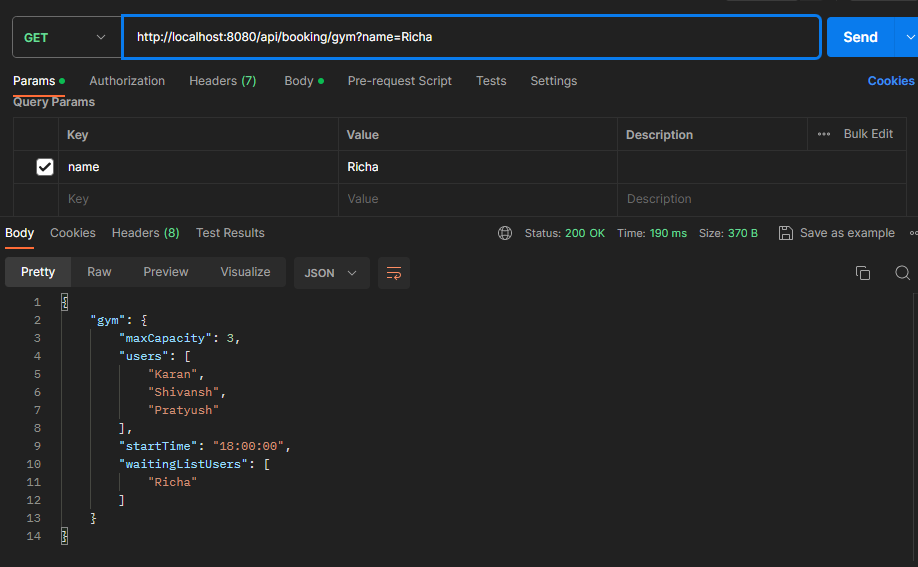 GET http://localhost:8080/api/booking/gym?name=Richa Send
Params Authorization Headers (7) Body Pre-request Script Tests Settings Cookies
Query Params
Key Value Description Bulk Edit
name Richa
Key Value Description
Body Cookies Headers (8) Test Results Status: 200 OK Time: 190 ms Size: 370 B Save as example
Pretty Raw Preview Visualize JSON
1 {
2 "gym": {
3 "maxCapacity": 3,
4 "users": [
5 "Karan",
6 "Shivansh",
7 "Pratyush"
8 ],
9 "startTime": "18:00:00",
10 "waitingListUsers": [
11 "Richa"
12 ]
13 }
14 }